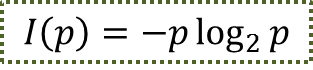 I(p) = −p log₂ p